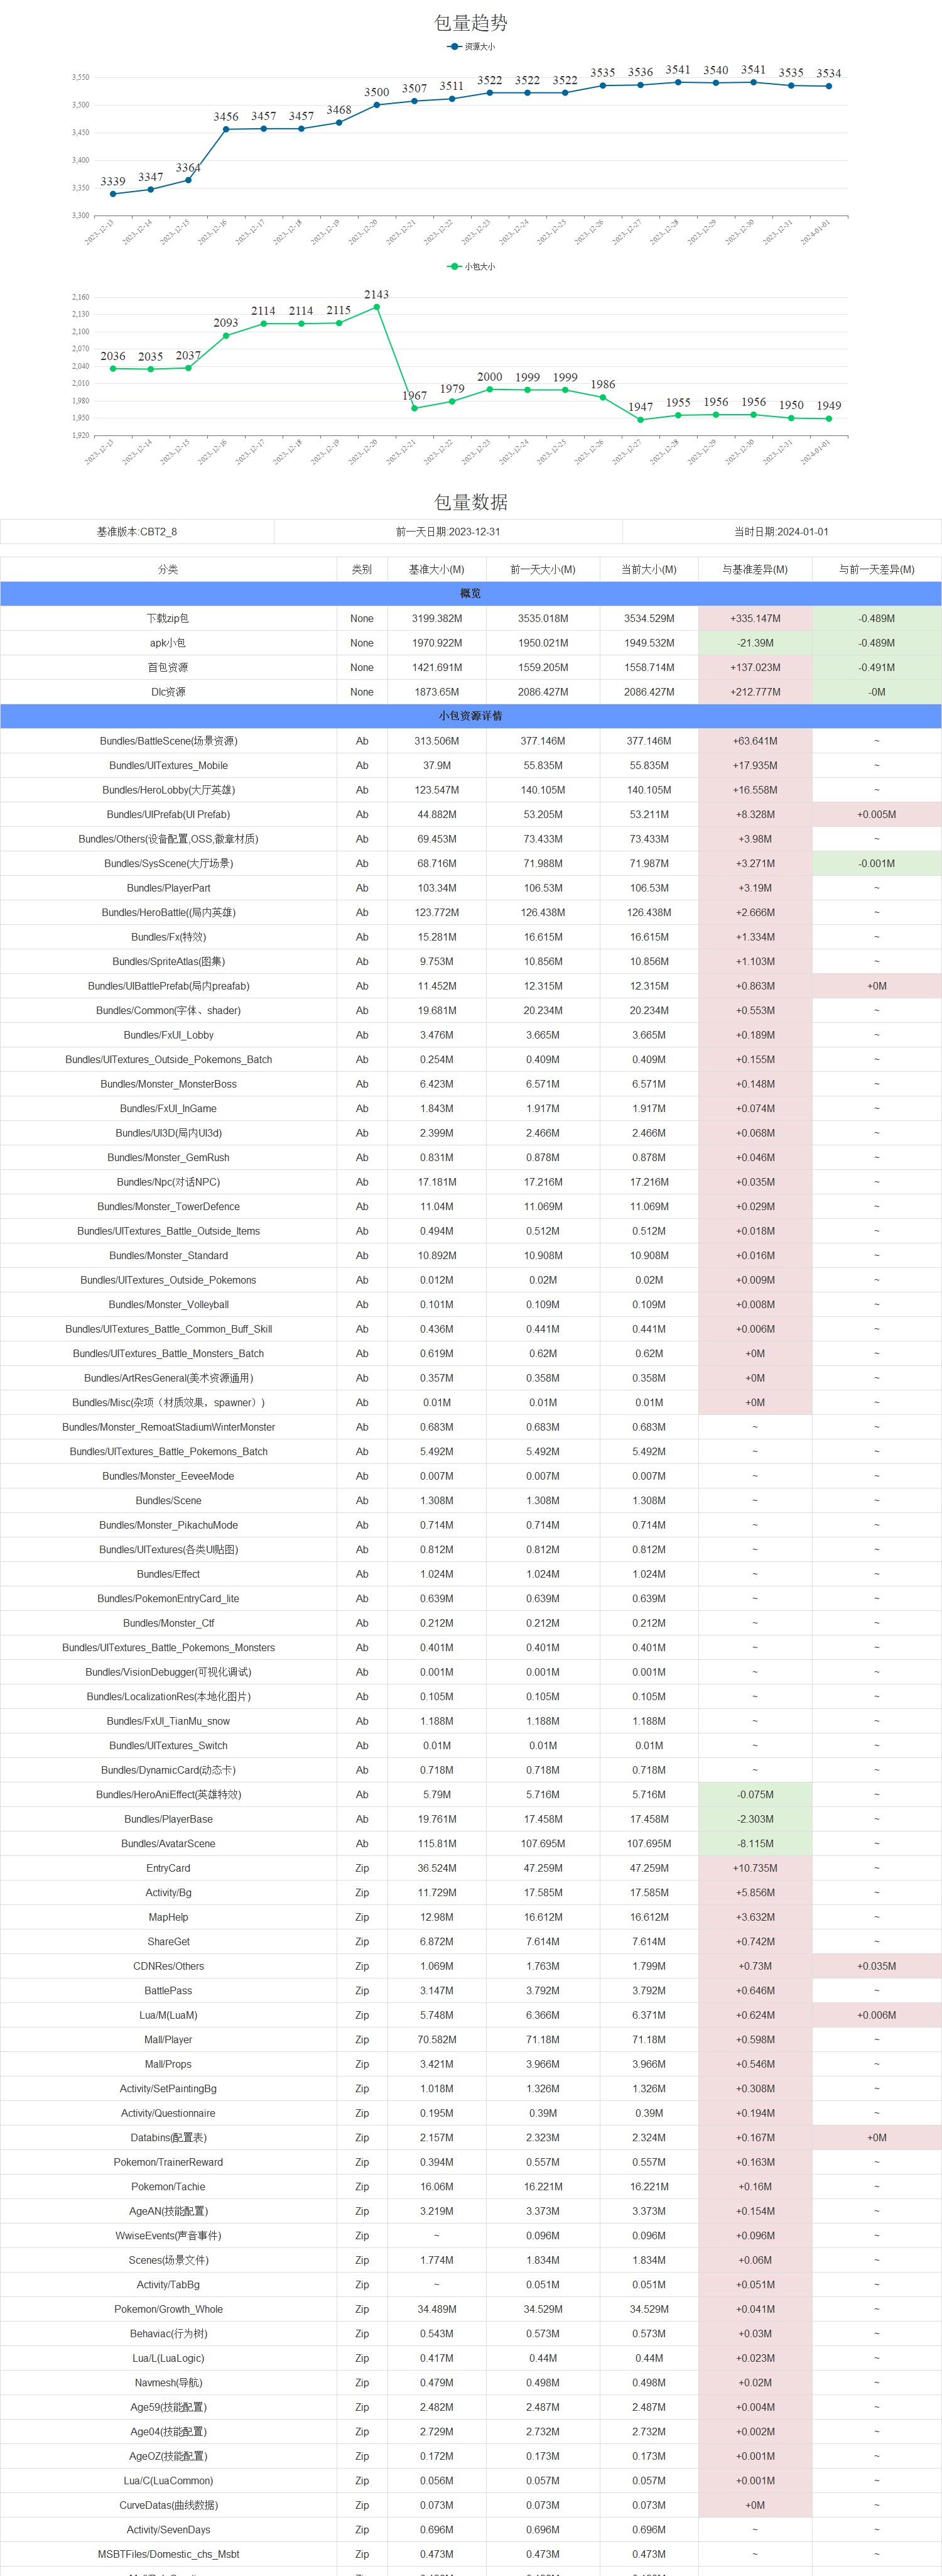 包量趋势
资源大小
3,550
3,500
3,450
3,400
3,350
3,300
3339 3347 3364 3456 3457 3457 3468 3500 3507 3511 3522 3522 3522 3535 3536 3541 3540 3541 3535 3534
2023-12-13 2023-12-14 2023-12-15 2023-12-16 2023-12-17 2023-12-18 2023-12-19 2023-12-20 2023-12-21 2023-12-22 2023-12-23 2023-12-24 2023-12-25 2023-12-26 2023-12-27 2023-12-28 2023-12-29 2023-12-30 2023-12-31 2024-01-01
小包大小
2,160
2,130
2,100
2,070
2,040
2,010
1,980
1,950
1,920
2036 2035 2037 2093 2114 2114 2115 2143 1967 1979 2000 1999 1999 1986 1947 1955 1956 1956 1950 1949
2023-12-13 2023-12-14 2023-12-15 2023-12-16 2023-12-17 2023-12-18 2023-12-19 2023-12-20 2023-12-21 2023-12-22 2023-12-23 2023-12-24 2023-12-25 2023-12-26 2023-12-27 2023-12-28 2023-12-29 2023-12-30 2023-12-31 2024-01-01
包量数据
基准版本:CBT2_8 前一天日期:2023-12-31 当时日期:2024-01-01
分类 类别 基准大小(M) 前一天大小(M) 当前大小(M) 与基准差异(M) 与前一天差异(M)
概览
下载zip包 None 3199.382M 3535.018M 3534.529M +335.147M -0.489M
apk小包 None 1970.922M 1950.021M 1949.532M -21.39M -0.489M
首包资源 None 1421.691M 1559.205M 1558.714M +137.023M -0.491M
Dlc资源 None 1873.65M 2086.427M 2086.427M +212.777M -0M
小包资源详情
Bundles/BattleScene(场景资源) Ab 313.506M 377.146M 377.146M +63.641M ~
Bundles/UITextures_Mobile Ab 37.9M 55.835M 55.835M +17.935M ~
Bundles/HeroLobby(大厅英雄) Ab 123.547M 140.105M 140.105M +16.558M ~
Bundles/UIPrefab(UI Prefab) Ab 44.882M 53.205M 53.211M +8.328M +0.005M
Bundles/Others(设备配置,OSS,徽章材质) Ab 69.453M 73.433M 73.433M +3.98M ~
Bundles/SysScene(大厅场景) Ab 68.716M 71.988M 71.987M +3.271M -0.001M
Bundles/PlayerPart Ab 103.34M 106.53M 106.53M +3.19M ~
Bundles/HeroBattle((局内英雄) Ab 123.772M 126.438M 126.438M +2.666M ~
Bundles/Fx(特效) Ab 15.281M 16.615M 16.615M +1.334M ~
Bundles/SpriteAtlas(图集) Ab 9.753M 10.856M 10.856M +1.103M ~
Bundles/UIBattlePrefab(局内preafab) Ab 11.452M 12.315M 12.315M +0.863M +0M
Bundles/Common(字体、shader) Ab 19.681M 20.234M 20.234M +0.553M ~
Bundles/FxUI_Lobby Ab 3.476M 3.665M 3.665M +0.189M ~
Bundles/UITextures_Outside_Pokemons_Batch Ab 0.254M 0.409M 0.409M +0.155M ~
Bundles/Monster_MonsterBoss Ab 6.423M 6.571M 6.571M +0.148M ~
Bundles/FxUI_InGame Ab 1.843M 1.917M 1.917M +0.074M ~
Bundles/UI3D(局内UI3d) Ab 2.399M 2.466M 2.466M +0.068M ~
Bundles/Monster_GemRush Ab 0.831M 0.878M 0.878M +0.046M ~
Bundles/Npc(对话NPC) Ab 17.181M 17.216M 17.216M +0.035M ~
Bundles/Monster_TowerDefence Ab 11.04M 11.069M 11.069M +0.029M ~
Bundles/UITextures_Battle_Outside_Items Ab 0.494M 0.512M 0.512M +0.018M ~
Bundles/Monster_Standard Ab 10.892M 10.908M 10.908M +0.016M ~
Bundles/UITextures_Outside_Pokemons Ab 0.012M 0.02M 0.02M +0.009M ~
Bundles/Monster_Volleyball Ab 0.101M 0.109M 0.109M +0.008M ~
Bundles/UITextures_Battle_Common_Buff_Skill Ab 0.436M 0.441M 0.441M +0.006M ~
Bundles/UITextures_Battle_Monsters_Batch Ab 0.619M 0.62M 0.62M +0M ~
Bundles/ArtResGeneral(美术资源通用) Ab 0.357M 0.358M 0.358M +0M ~
Bundles/Misc(杂项（材质效果，spawner）) Ab 0.01M 0.01M 0.01M +0M ~
Bundles/Monster_RemoatStadiumWinterMonster Ab 0.683M 0.683M 0.683M ~ ~
Bundles/UITextures_Battle_Pokemons_Batch Ab 5.492M 5.492M 5.492M ~ ~
Bundles/Monster_EeveeMode Ab 0.007M 0.007M 0.007M ~ ~
Bundles/Scene Ab 1.308M 1.308M 1.308M ~ ~
Bundles/Monster_PikachuMode Ab 0.714M 0.714M 0.714M ~ ~
Bundles/UITextures(各类UI贴图) Ab 0.812M 0.812M 0.812M ~ ~
Bundles/Effect Ab 1.024M 1.024M 1.024M ~ ~
Bundles/PokemonEntryCard_lite Ab 0.639M 0.639M 0.639M ~ ~
Bundles/Monster_Ctf Ab 0.212M 0.212M 0.212M ~ ~
Bundles/UITextures_Battle_Pokemons_Monsters Ab 0.401M 0.401M 0.401M ~ ~
Bundles/VisionDebugger(可视化调试) Ab 0.001M 0.001M 0.001M ~ ~
Bundles/LocalizationRes(本地化图片) Ab 0.105M 0.105M 0.105M ~ ~
Bundles/FxUI_TianMu_snow Ab 1.188M 1.188M 1.188M ~ ~
Bundles/UITextures_Switch Ab 0.01M 0.01M 0.01M ~ ~
Bundles/DynamicCard(动态卡) Ab 0.718M 0.718M 0.718M ~ ~
Bundles/HeroAniEffect(英雄特效) Ab 5.79M 5.716M 5.716M -0.075M ~
Bundles/PlayerBase Ab 19.761M 17.458M 17.458M -2.303M ~
Bundles/AvatarScene Ab 115.81M 107.695M 107.695M -8.115M ~
EntryCard Zip 36.524M 47.259M 47.259M +10.735M ~
Activity/Bg Zip 11.729M 17.585M 17.585M +5.856M ~
MapHelp Zip 12.98M 16.612M 16.612M +3.632M ~
ShareGet Zip 6.872M 7.614M 7.614M +0.742M ~
CDNRes/Others Zip 1.069M 1.763M 1.799M +0.73M +0.035M
BattlePass Zip 3.147M 3.792M 3.792M +0.646M ~
Lua/M(LuaM) Zip 5.748M 6.366M 6.371M +0.624M +0.006M
Mall/Player Zip 70.582M 71.18M 71.18M +0.598M ~
Mall/Props Zip 3.421M 3.966M 3.966M +0.546M ~
Activity/SetPaintingBg Zip 1.018M 1.326M 1.326M +0.308M ~
Activity/Questionnaire Zip 0.195M 0.39M 0.39M +0.194M ~
Databins(配置表) Zip 2.157M 2.323M 2.324M +0.167M +0M
Pokemon/TrainerReward Zip 0.394M 0.557M 0.557M +0.163M ~
Pokemon/Tachie Zip 16.06M 16.221M 16.221M +0.16M ~
AgeAN(技能配置) Zip 3.219M 3.373M 3.373M +0.154M ~
WwiseEvents(声音事件) Zip ~ 0.096M 0.096M +0.096M ~
Scenes(场景文件) Zip 1.774M 1.834M 1.834M +0.06M ~
Activity/TabBg Zip ~ 0.051M 0.051M +0.051M ~
Pokemon/Growth_Whole Zip 34.489M 34.529M 34.529M +0.041M ~
Behaviac(行为树) Zip 0.543M 0.573M 0.573M +0.03M ~
Lua/L(LuaLogic) Zip 0.417M 0.44M 0.44M +0.023M ~
Navmesh(导航) Zip 0.479M 0.498M 0.498M +0.02M ~
Age59(技能配置) Zip 2.482M 2.487M 2.487M +0.004M ~
Age04(技能配置) Zip 2.729M 2.732M 2.732M +0.002M ~
AgeOZ(技能配置) Zip 0.172M 0.173M 0.173M +0.001M ~
Lua/C(LuaCommon) Zip 0.056M 0.057M 0.057M +0.001M ~
CurveDatas(曲线数据) Zip 0.073M 0.073M 0.073M +0M ~
Activity/SevenDays Zip 0.696M 0.696M 0.696M ~ ~
MSBTFiles/Domestic_chs_Msbt Zip 0.473M 0.473M 0.473M ~ ~